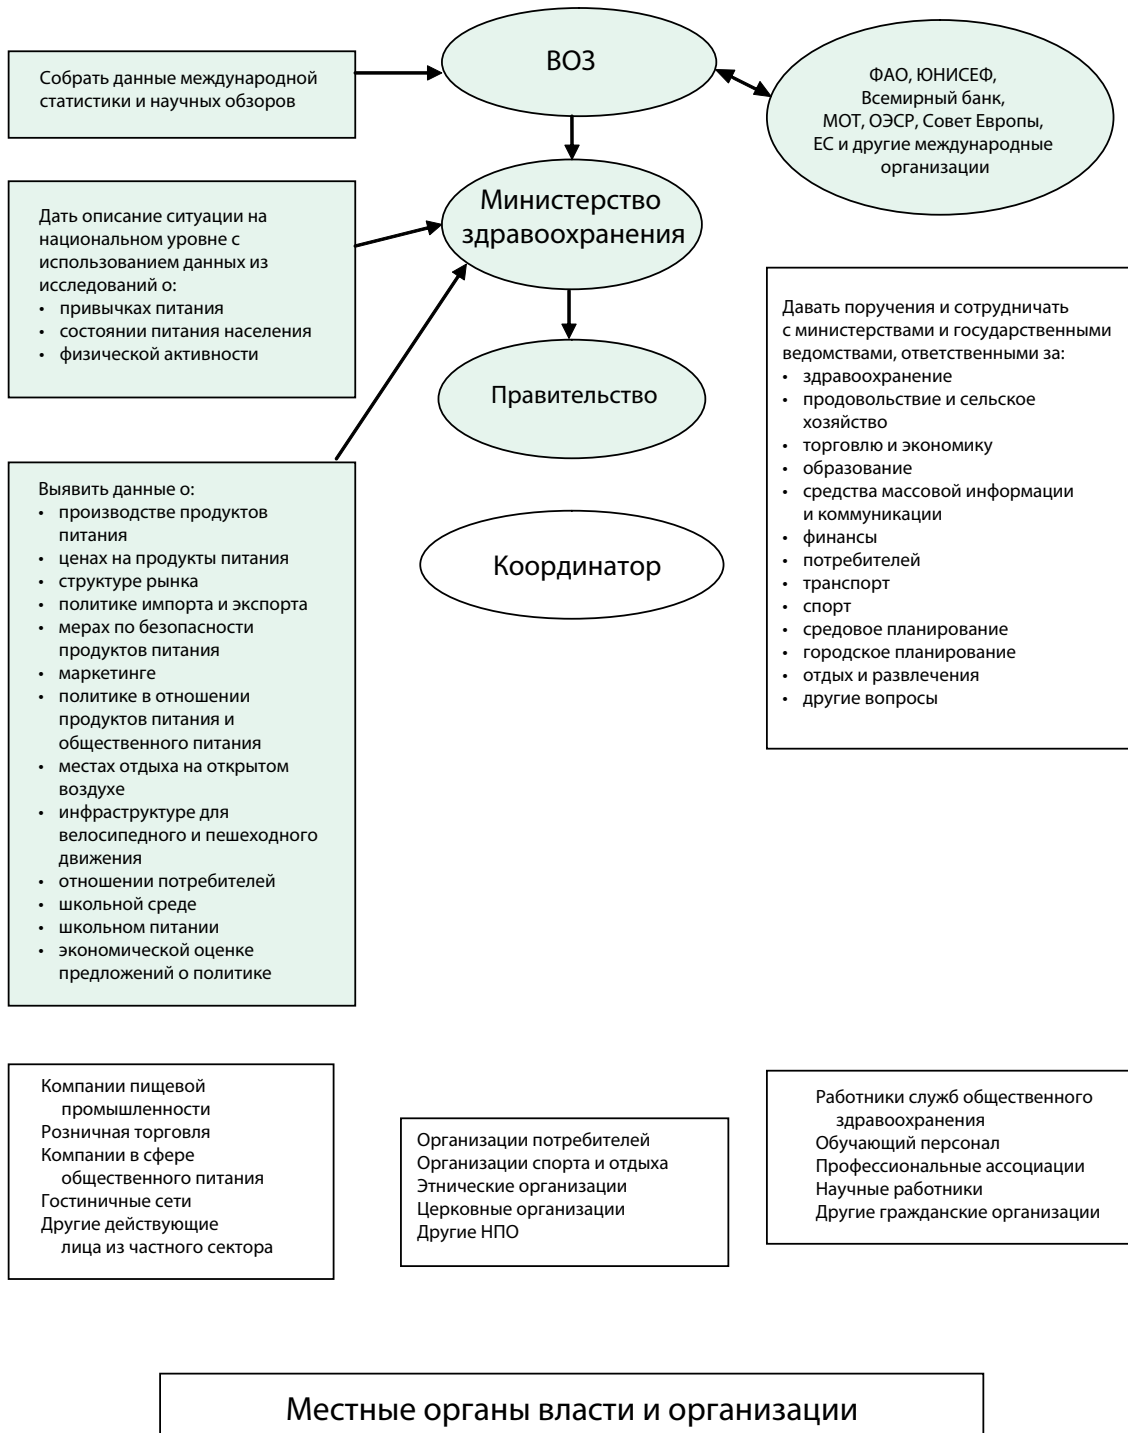 Собрать данные международной
статистики и научных обзоров
ВОЗ
ФАО, ЮНИСЕФ,
Всемирный банк,
МОТ, ОЭСР, Совет Европы,
ЕС и другие международные
организации
Дать описание ситуации на
национальном уровне с
использованием данных из
исследований о:
• привычках питания
• состоянии питания населения
• физической активности
Министерство
здравоохранения
Правительство
Координатор
Выявить данные о:
• производстве продуктов
питания
• ценах на продукты питания
• структуре рынка
• политике импорта и экспорта
• мерах по безопасности
продуктов питания
• маркетинге
• политике в отношении
продуктов питания и
общественного питания
• местах отдыха на открытом
воздухе
• инфраструктуре для
велосипедного и пешеходного
движения
• отношении потребителей
• школьной среде
• школьном питании
• экономической оценке
предложений о политике
Давать поручения и сотрудничать
с министерствами и государственными
ведомствами, ответственными за:
• здравоохранение
• продовольствие и сельское
хозяйство
• торговлю и экономику
• образование
• средства массовой информации
и коммуникации
• финансы
• потребителей
• транспорт
• спорт
• средовое планирование
• городское планирование
• отдых и развлечения
• другие вопросы
Компании пищевой
промышленности
Розничная торговля
Компании в сфере
общественного питания
Гостиничные сети
Другие действующие
лица из частного сектора
Организации потребителей
Организации спорта и отдыха
Этнические организации
Церковные организации
Другие НПО
Работники служб общественного
здравоохранения
Обучающий персонал
Профессиональные ассоциации
Научные работники
Другие гражданские организации
Местные органы власти и организации